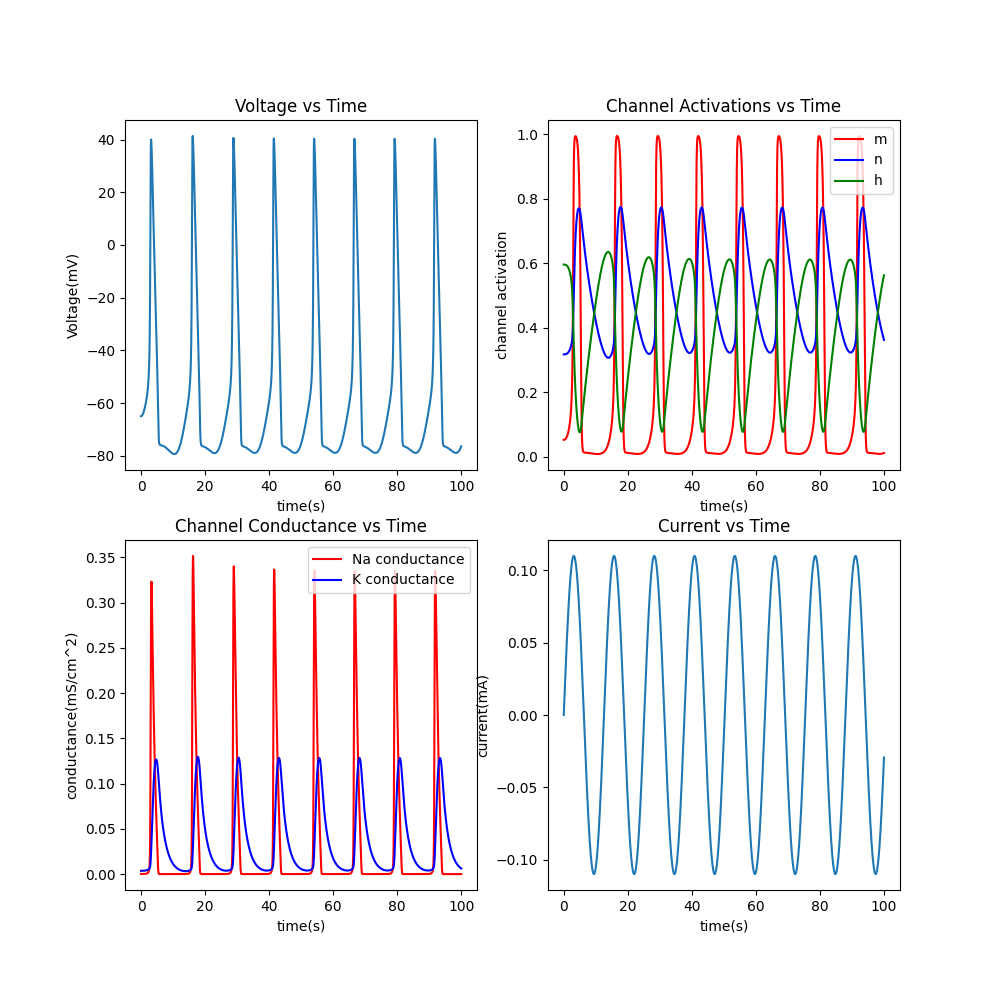 Voltage vs Time
Voltage(mV)
40
20
0
−20
−40
−60
−80
0 20 40 60 80 100
time(s)
Channel Activations vs Time
channel activation
1.0
0.8
0.6
0.4
0.2
0.0
m
n
h
0 20 40 60 80 100
time(s)
Channel Conductance vs Time
conductance(mS/cm^2)
0.35
0.30
0.25
0.20
0.15
0.10
0.05
0.00
Na conductance
K conductance
0 20 40 60 80 100
time(s)
Current vs Time
current(mA)
0.10
0.05
0.00
−0.05
−0.10
0 20 40 60 80 100
time(s)